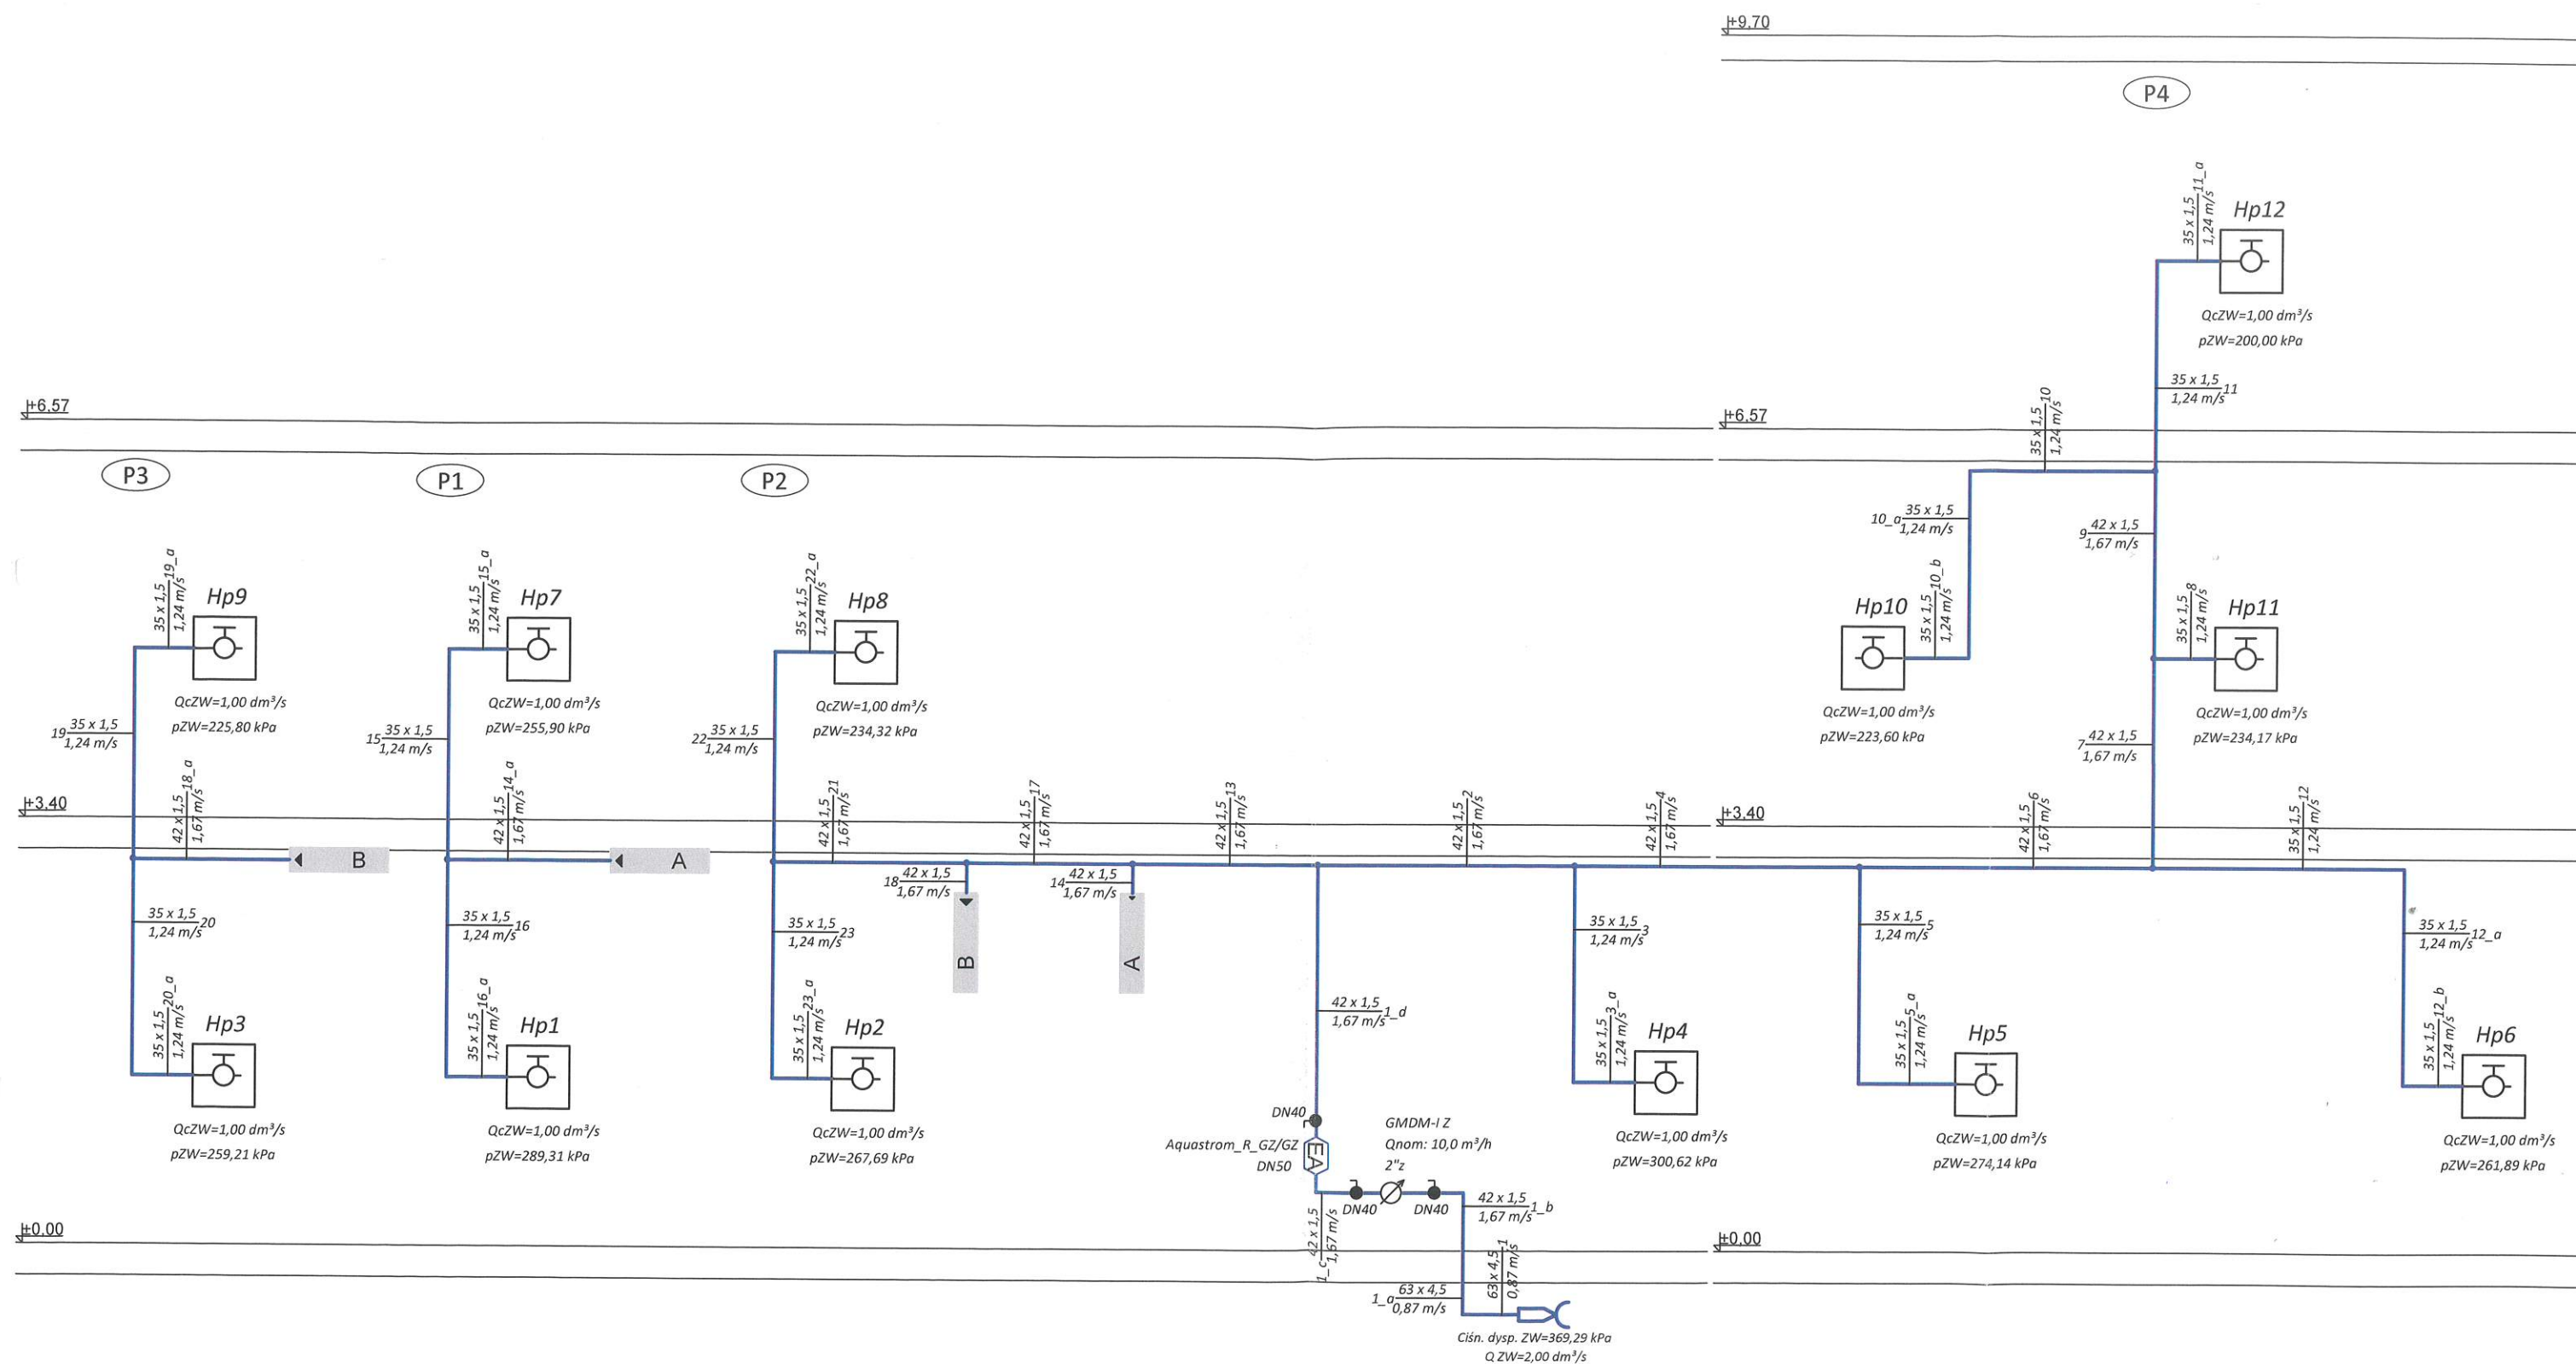 +9,70
P4
35 x 1,5 11_a
1,24 m/s
Hp12
QcZW=1,00 dm³/s
pZW=200,00 kPa
35 x 1,5 11
1,24 m/s
35 x 1,5 10
1,24 m/s
+6,57
+6,57
P3
P1
P2
10_a 35 x 1,5
1,24 m/s
9 42 x 1,5
1,67 m/s
35 x 1,5 19_a
1,24 m/s
Hp9
35 x 1,5 15_a
1,24 m/s
Hp7
35 x 1,5 22_a
1,24 m/s
Hp8
Hp10
35 x 1,5 10_b
1,24 m/s
35 x 1,5 8
1,24 m/s
Hp11
QcZW=1,00 dm³/s
pZW=225,80 kPa
QcZW=1,00 dm³/s
pZW=255,90 kPa
QcZW=1,00 dm³/s
pZW=234,32 kPa
QcZW=1,00 dm³/s
pZW=223,60 kPa
QcZW=1,00 dm³/s
pZW=234,17 kPa
19 35 x 1,5
1,24 m/s
15 35 x 1,5
1,24 m/s
22 35 x 1,5
1,24 m/s
7 42 x 1,5
1,67 m/s
+3,40
42 x 1,5 18_a
1,67 m/s
42 x 1,5 14_a
1,67 m/s
42 x 1,5 21
1,67 m/s
42 x 1,5 17
1,67 m/s
42 x 1,5 13
1,67 m/s
42 x 1,5 2
1,67 m/s
42 x 1,5 4
1,67 m/s
+3,40
42 x 1,5 6
1,67 m/s
35 x 1,5 12
1,24 m/s
B
A
18 42 x 1,5
1,67 m/s
14 42 x 1,5
1,67 m/s
B
A
35 x 1,5 20
1,24 m/s
35 x 1,5 16
1,24 m/s
35 x 1,5 23
1,24 m/s
35 x 1,5 3
1,24 m/s
35 x 1,5 5
1,24 m/s
35 x 1,5 12_a
1,24 m/s
42 x 1,5 1_d
1,67 m/s
35 x 1,5 20_a
1,24 m/s
Hp3
35 x 1,5 16_a
1,24 m/s
Hp1
35 x 1,5 23_a
1,24 m/s
Hp2
35 x 1,5 3_a
1,24 m/s
Hp4
35 x 1,5 5_a
1,24 m/s
Hp5
35 x 1,5 12_b
1,24 m/s
Hp6
QcZW=1,00 dm³/s
pZW=259,21 kPa
QcZW=1,00 dm³/s
pZW=289,31 kPa
QcZW=1,00 dm³/s
pZW=267,69 kPa
DN40
Aquastrom_R_GZ/GZ
DN50
EA
GMDM-I Z
Qnom: 10,0 m³/h
2"z
DN40
DN40
QcZW=1,00 dm³/s
pZW=300,62 kPa
QcZW=1,00 dm³/s
pZW=274,14 kPa
QcZW=1,00 dm³/s
pZW=261,89 kPa
42 x 1,5 1_b
1,67 m/s
±0,00
±0,00
1_c 42 x 1,5
1,67 m/s
63 x 4,5 1
0,87 m/s
1_a 63 x 4,5
0,87 m/s
Ciśn. dysp. ZW=369,29 kPa
Q ZW=2,00 dm³/s